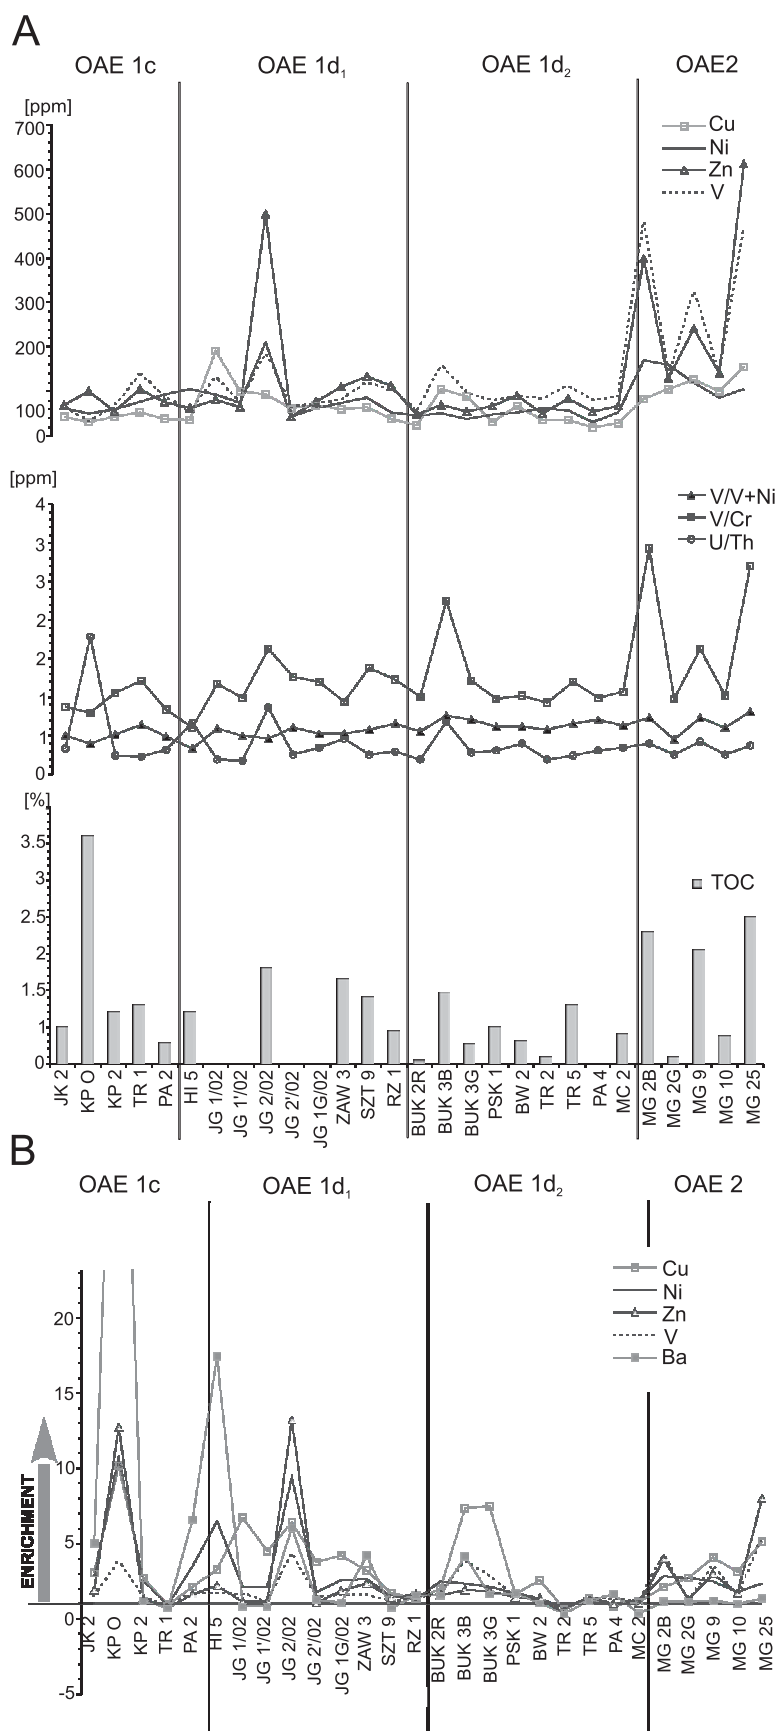 A
OAE 1c OAE 1d₁ OAE 1d₂ OAE2
[ppm]
700
600
500
400
300
200
100
0
Cu
Ni
Zn
V
[ppm]
4
3
3
2
2
1
1
0
V/V+Ni
V/Cr
U/Th
[%]
3.5
3
2.5
2
1.5
1
0
TOC
JK 2 KP O KP 2 TR 1 PA 2 HI 5 JG 1/02 JG 1'/02 JG 2/02 JG 2'/02 JG 1G/02 ZAW 3 SZT 9 RZ 1 BUK 2R BUK 3B BUK 3G PSK 1 BW 2 TR 2 TR 5 PA 4 MC 2 MG 2B MG 2G MG 9 MG 10 MG 25
B
OAE 1c OAE 1d₁ OAE 1d₂ OAE 2
20
15
10
5
0
-5
ENRICHMENT
Cu
Ni
Zn
V
Ba
JK 2 KP O KP 2 TR 1 PA 2 HI 5 JG 1/02 JG 1'/02 JG 2/02 JG 2'/02 JG 1G/02 ZAW 3 SZT 9 RZ 1 BUK 2R BUK 3B BUK 3G PSK 1 BW 2 TR 2 TR 5 PA 4 MC 2 MG 2B MG 2G MG 9 MG 10 MG 25